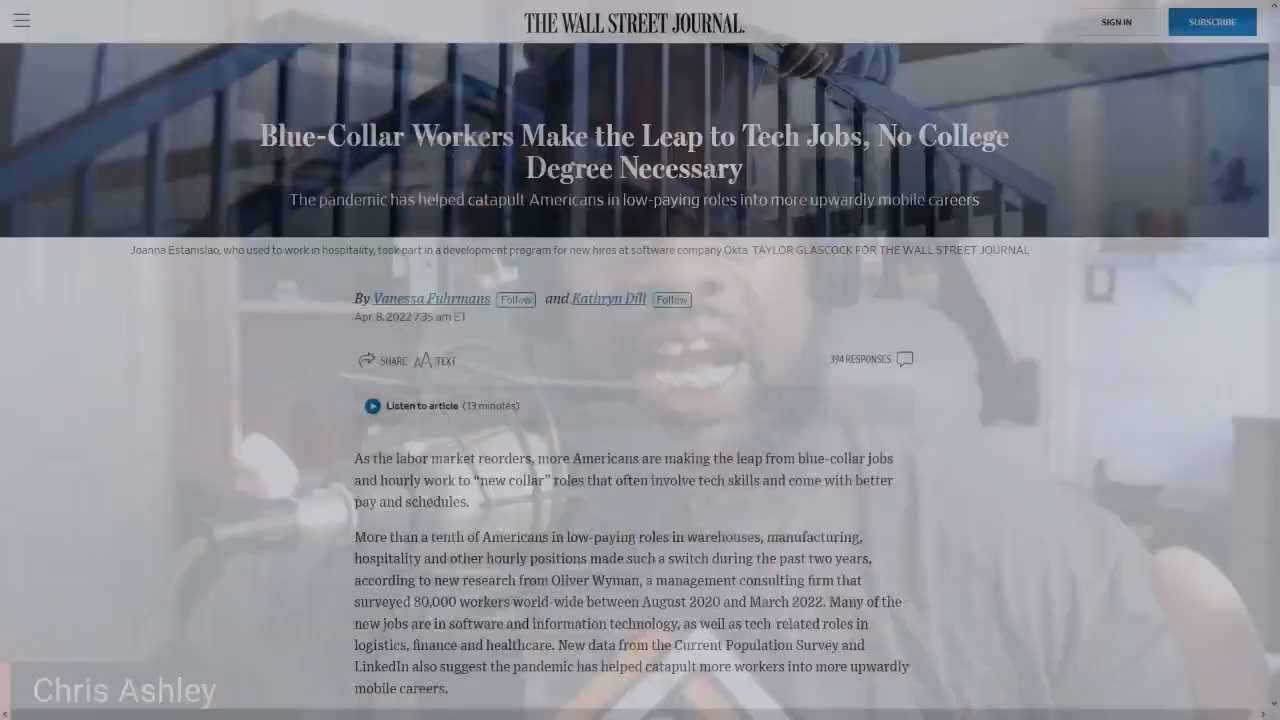 THE WALL STREET JOURNAL.
SIGN IN
SUBSCRIBE
Blue-Collar Workers Make the Leap to Tech Jobs, No College
Degree Necessary
The pandemic has helped catapult Americans in low-paying roles into more upwardly mobile careers
Joanna Estanislao, who used to work in hospitality, took part in a development program for new hires at software company Okta. TAYLOR GLASCOCK FOR THE WALL STREET JOURNAL
By Vanessa Fuhrmans Follow and Kathryn Dill Follow
Apr. 8, 2022 7:35 am ET
SHARE AA TEXT
394 RESPONSES
Listen to article (13 minutes)
As the labor market reorders, more Americans are making the leap from blue-collar jobs
and hourly work to “new collar” roles that often involve tech skills and come with better
pay and schedules.
More than a tenth of Americans in low-paying roles in warehouses, manufacturing,
hospitality and other hourly positions made such a switch during the past two years,
according to new research from Oliver Wyman, a management consulting firm that
surveyed 80,000 workers world-wide between August 2020 and March 2022. Many of the
new jobs are in software and information technology, as well as tech-related roles in
logistics, finance and healthcare. New data from the Current Population Survey and
LinkedIn also suggest the pandemic has helped catapult more workers into more upwardly
mobile careers.
Chris Ashley